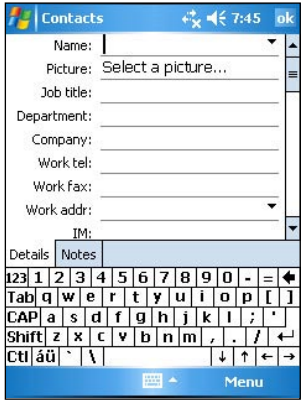 Contacts 7:45 ok
Name:
Picture: Select a picture...
Job title:
Department:
Company:
Work tel:
Work fax:
Work addr:
IM:
Details Notes
123 1 2 3 4 5 6 7 8 9 0 - = ←
Tab q w e r t y u i o p [ ]
CAP a s d f g h j k l ; '
Shift z x c v b n m , . / ↵
Ctl áü ` \ ↓ ↑ ← →
Menu